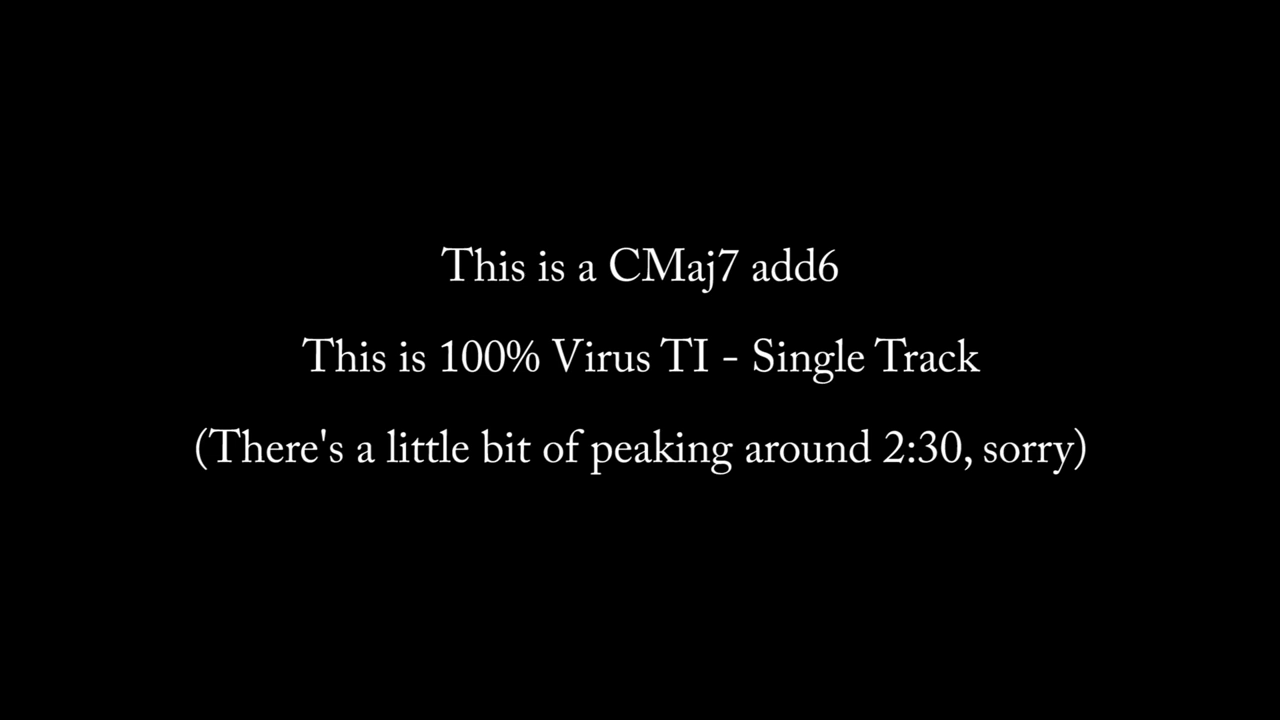 This is a CMaj7 add6
This is 100% Virus TI - Single Track
(There's a little bit of peaking around 2:30, sorry)